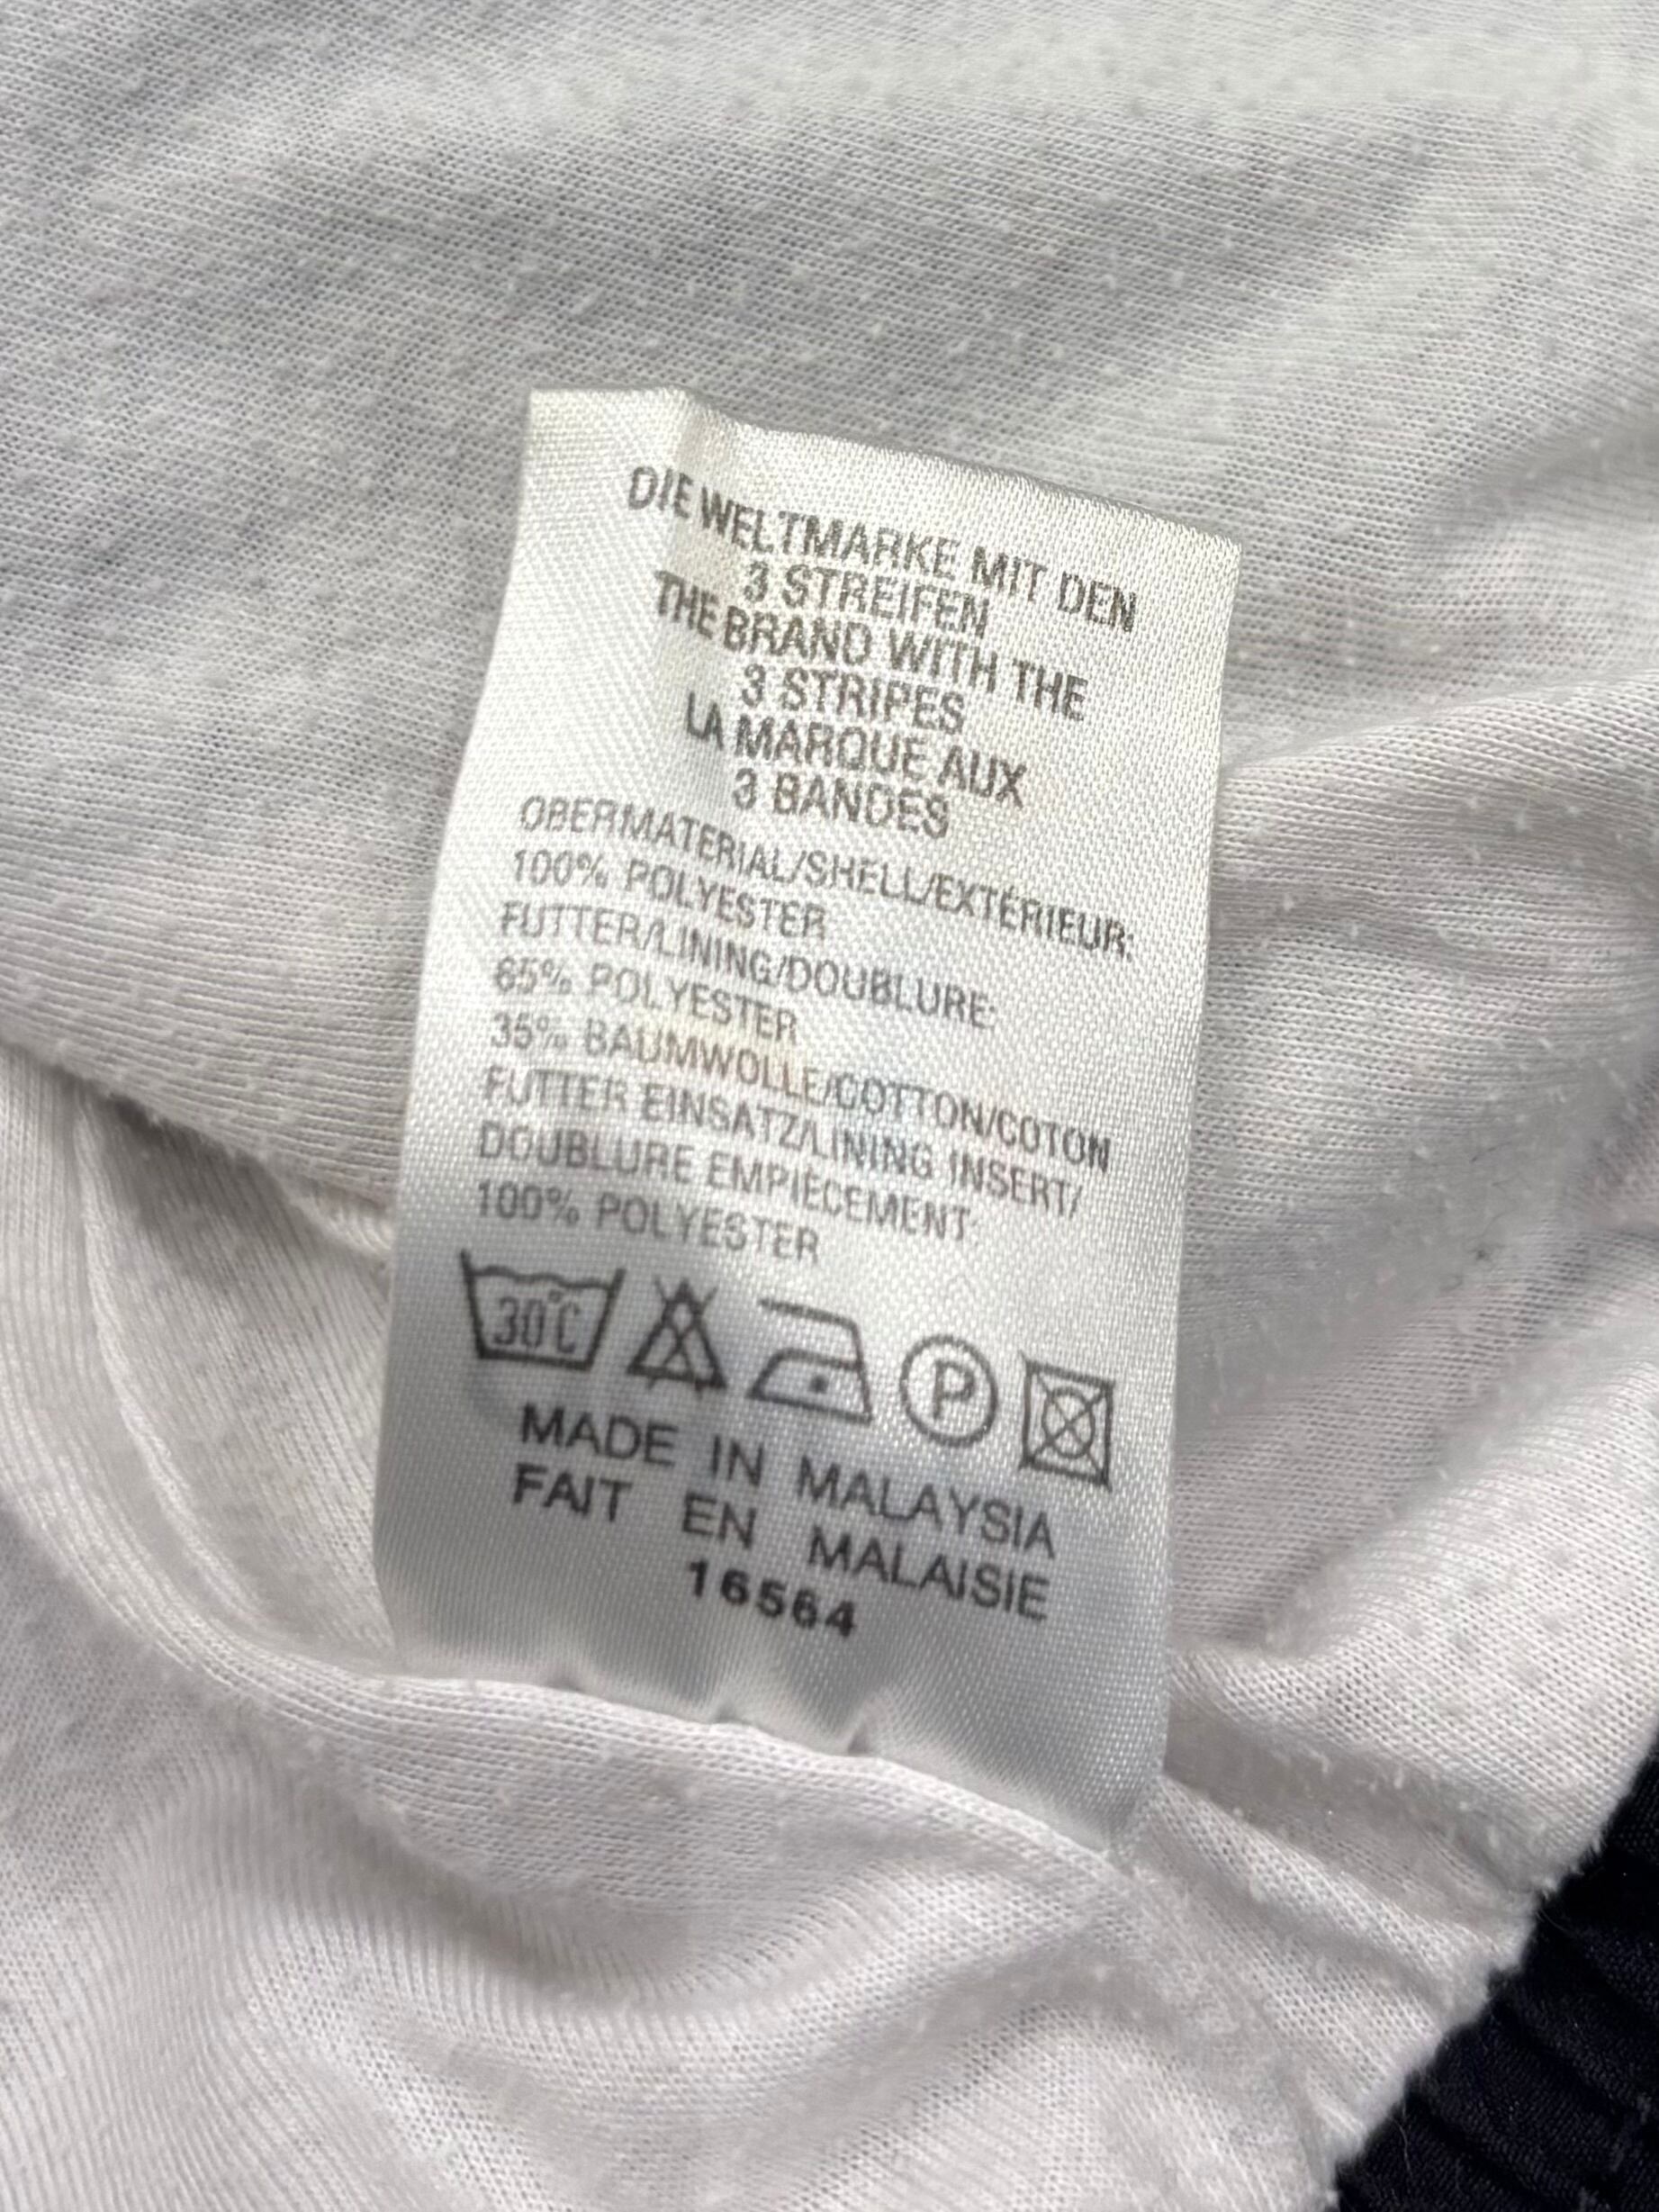 DIE WELTMARKE MIT DEN
3 STREIFEN
THE BRAND WITH THE
3 STRIPES
LA MARQUE AUX
3 BANDES
OBERMATERIAL/SHELL/EXTÉRIEUR:
100% POLYESTER
FUTTER/LINING/DOUBLURE:
65% POLYESTER
35% BAUMWOLLE/COTTON/COTON
FUTTER EINSATZ/LINING INSERT/
DOUBLURE EMPIÈCEMENT:
100% POLYESTER
30°C P
MADE IN MALAYSIA
FAIT EN MALAISIE
16564